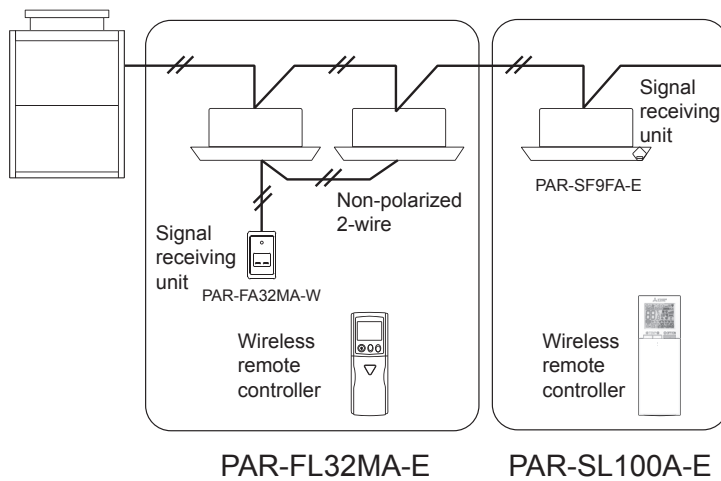 Signal
receiving
unit
PAR-SF9FA-E
Non-polarized
2-wire
Signal
receiving
unit
PAR-FA32MA-W
Wireless
remote
controller
Wireless
remote
controller
PAR-FL32MA-E
PAR-SL100A-E